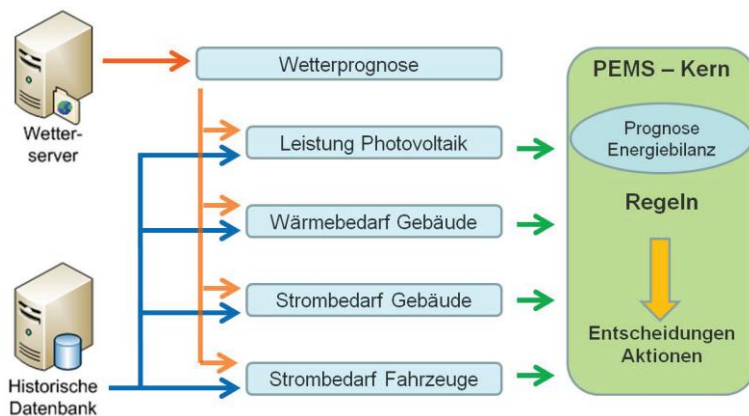 Wetter-
server
Wetterprognose
Leistung Photovoltaik
Wärmebedarf Gebäude
Strombedarf Gebäude
Strombedarf Fahrzeuge
Historische
Datenbank
PEMS – Kern
Prognose
Energiebilanz
Regeln
Entscheidungen
Aktionen